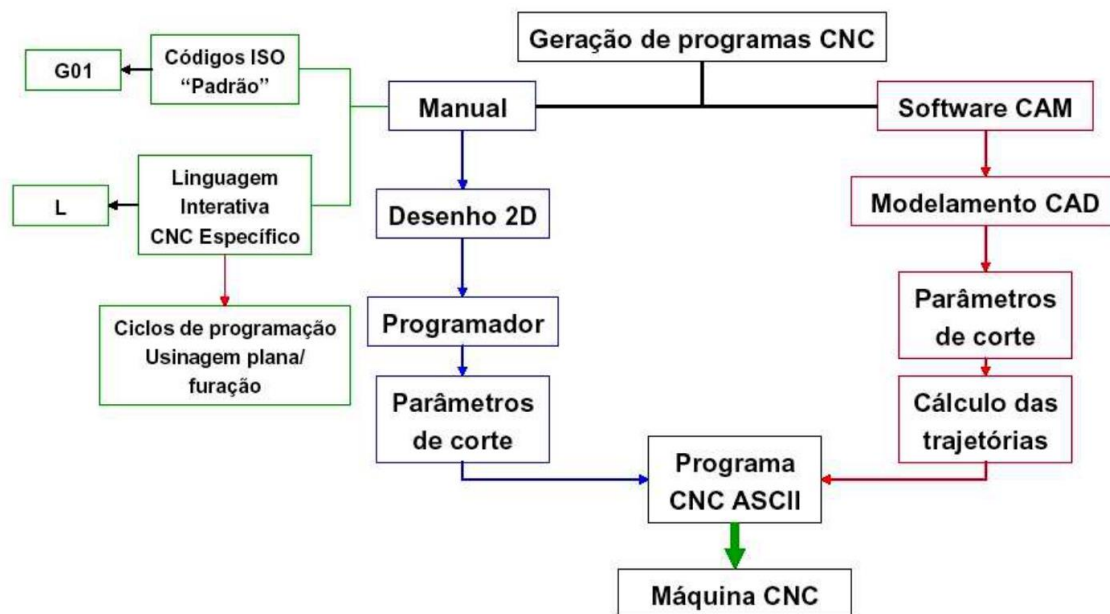 Geração de programas CNC
G01
Códigos ISO
“Padrão”
Manual
Software CAM
L
Linguagem
Interativa
CNC Específico
Desenho 2D
Modelamento CAD
Ciclos de programação
Usinagem plana/
furação
Programador
Parâmetros
de corte
Parâmetros
de corte
Cálculo das
trajetórias
Programa
CNC ASCII
Máquina CNC